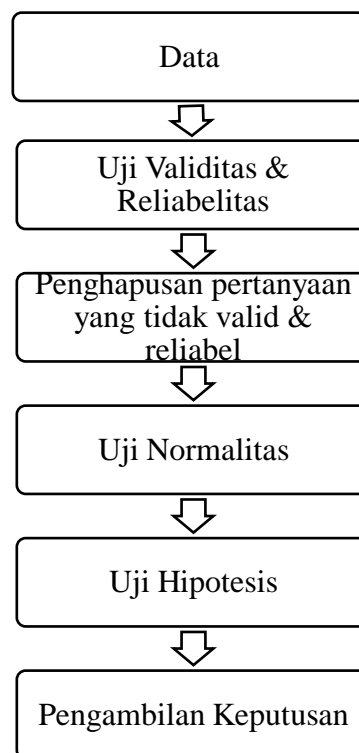 Data
Uji Validitas &
Reliabelitas
Penghapusan pertanyaan
yang tidak valid &
reliabel
Uji Normalitas
Uji Hipotesis
Pengambilan Keputusan